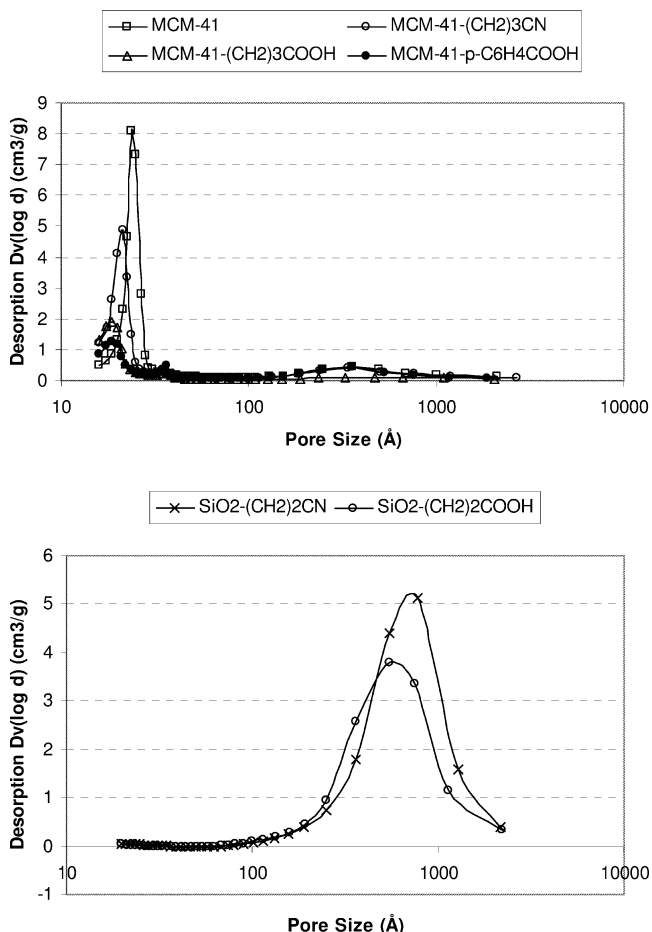 MCM-41 MCM-41-(CH2)3CN
MCM-41-(CH2)3COOH MCM-41-p-C6H4COOH
9
8
7
6
5
4
3
2
1
0
Desorption Dv(log d) (cm3/g)
10 100 1000 10000
Pore Size (Å)
SiO2-(CH2)2CN SiO2-(CH2)2COOH
6
5
4
3
2
1
0
-1
Desorption Dv(log d) (cm3/g)
10 100 1000 10000
Pore Size (Å)